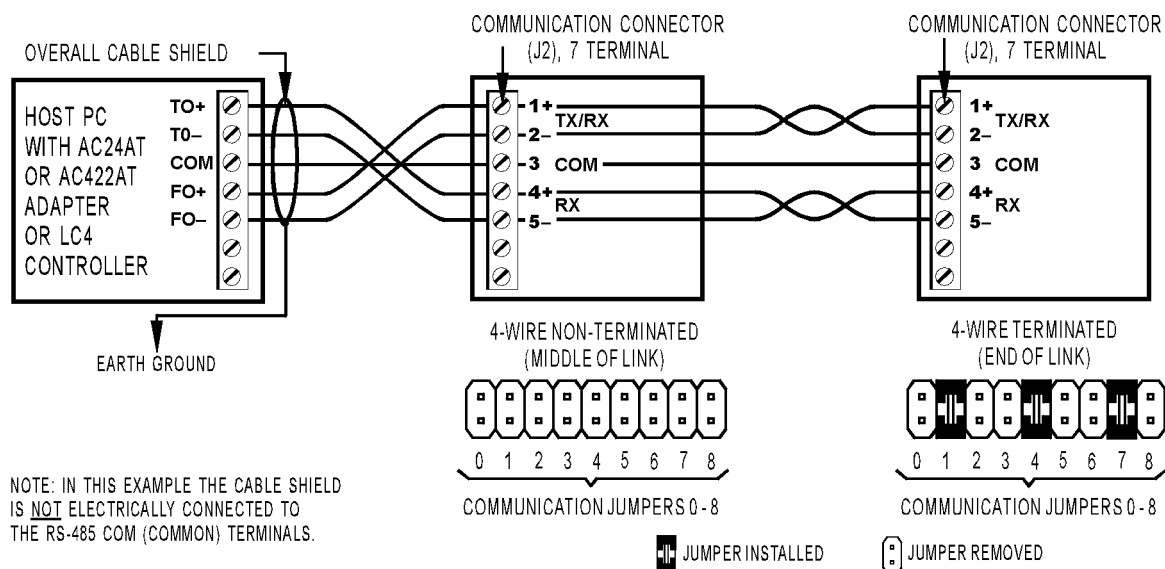 OVERALL CABLE SHIELD
COMMUNICATION CONNECTOR
(J2), 7 TERMINAL
COMMUNICATION CONNECTOR
(J2), 7 TERMINAL
HOST PC
WITH AC24AT
OR AC422AT
ADAPTER
OR LC4
CONTROLLER
TO+
T0–
COM
FO+
FO–
1+
TX/RX
2–
3 COM
4+
RX
5–
1+
TX/RX
2–
3 COM
4+
RX
5–
EARTH GROUND
4-WIRE NON-TERMINATED
(MIDDLE OF LINK)
0 1 2 3 4 5 6 7 8
COMMUNICATION JUMPERS 0 - 8
4-WIRE TERMINATED
(END OF LINK)
0 1 2 3 4 5 6 7 8
COMMUNICATION JUMPERS 0 - 8
NOTE: IN THIS EXAMPLE THE CABLE SHIELD
IS NOT ELECTRICALLY CONNECTED TO
THE RS-485 COM (COMMON) TERMINALS.
JUMPER INSTALLED
JUMPER REMOVED